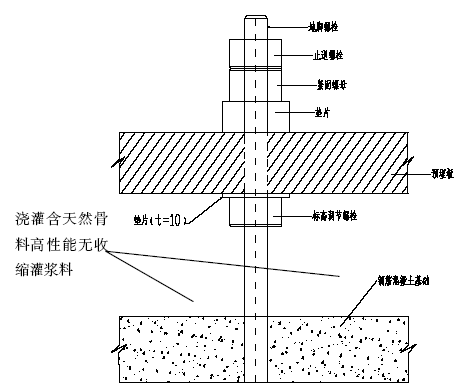 地脚螺栓
止退螺栓
紧固螺母
垫片
预埋板
垫片(t=10)
标高调节螺栓
浇灌含天然骨
料高性能无收
缩灌浆料
钢筋混凝土基动